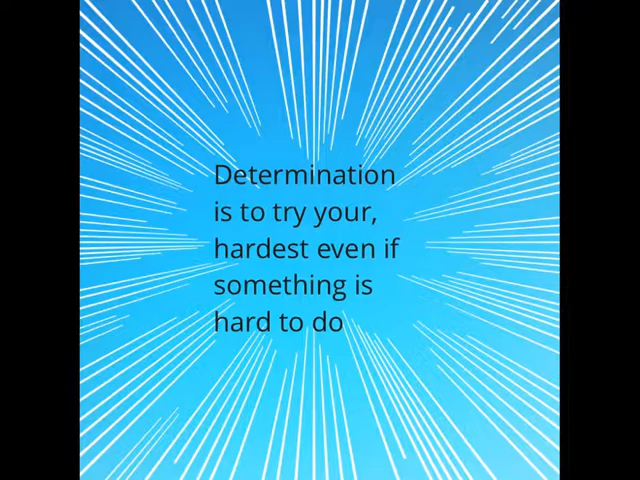 Determination
is to try your,
hardest even if
something is
hard to do